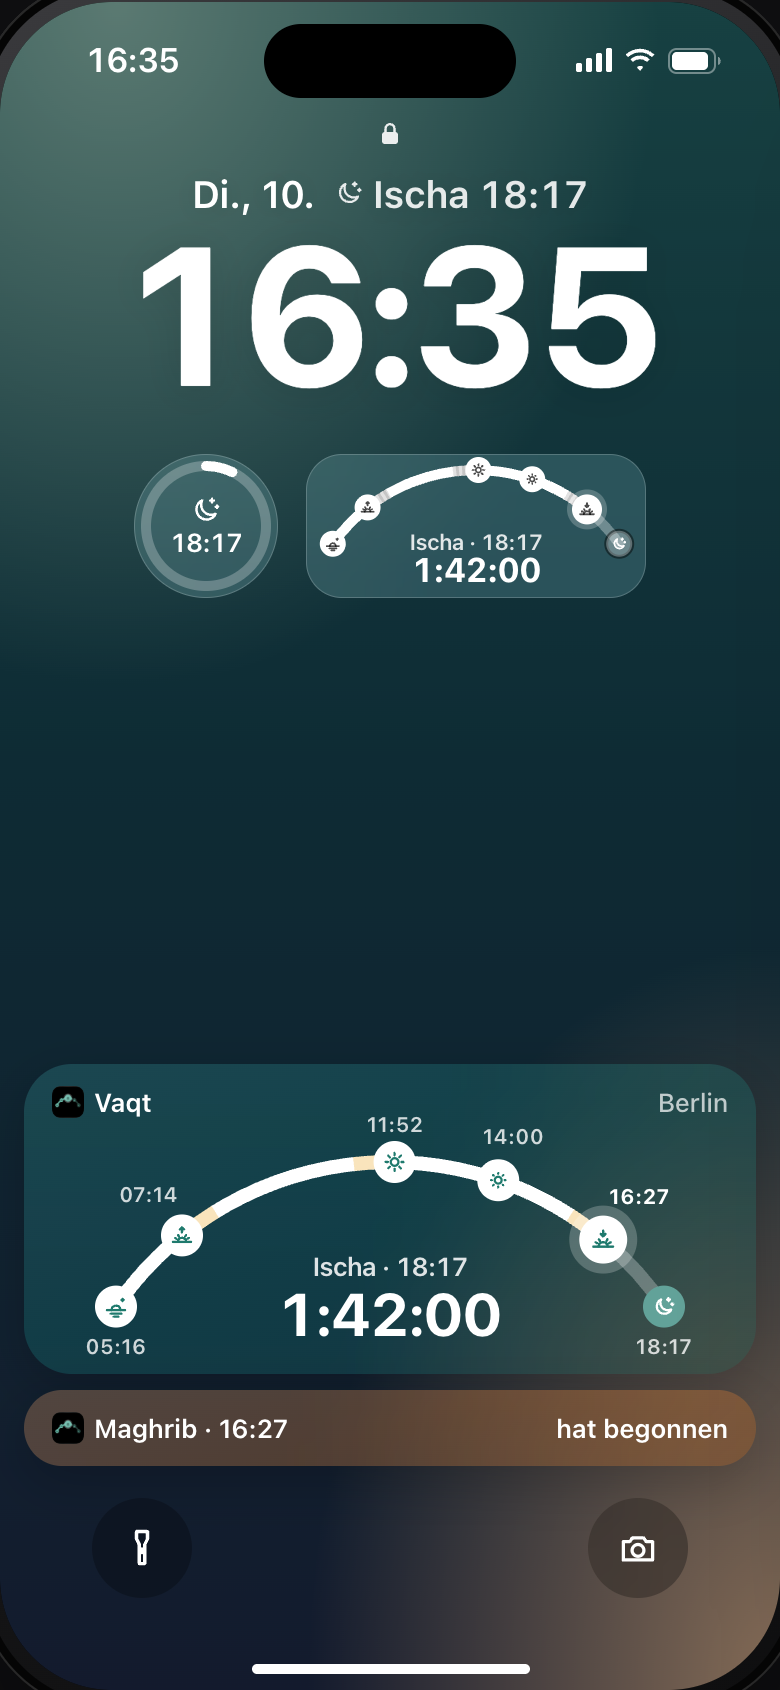 16:35
Di., 10. Ischa 18:17
16:35
18:17
Ischa · 18:17
1:42:00
Vaqt
Berlin
11:52
14:00
07:14
16:27
Ischa · 18:17
1:42:00
05:16
18:17
Maghrib · 16:27
hat begonnen